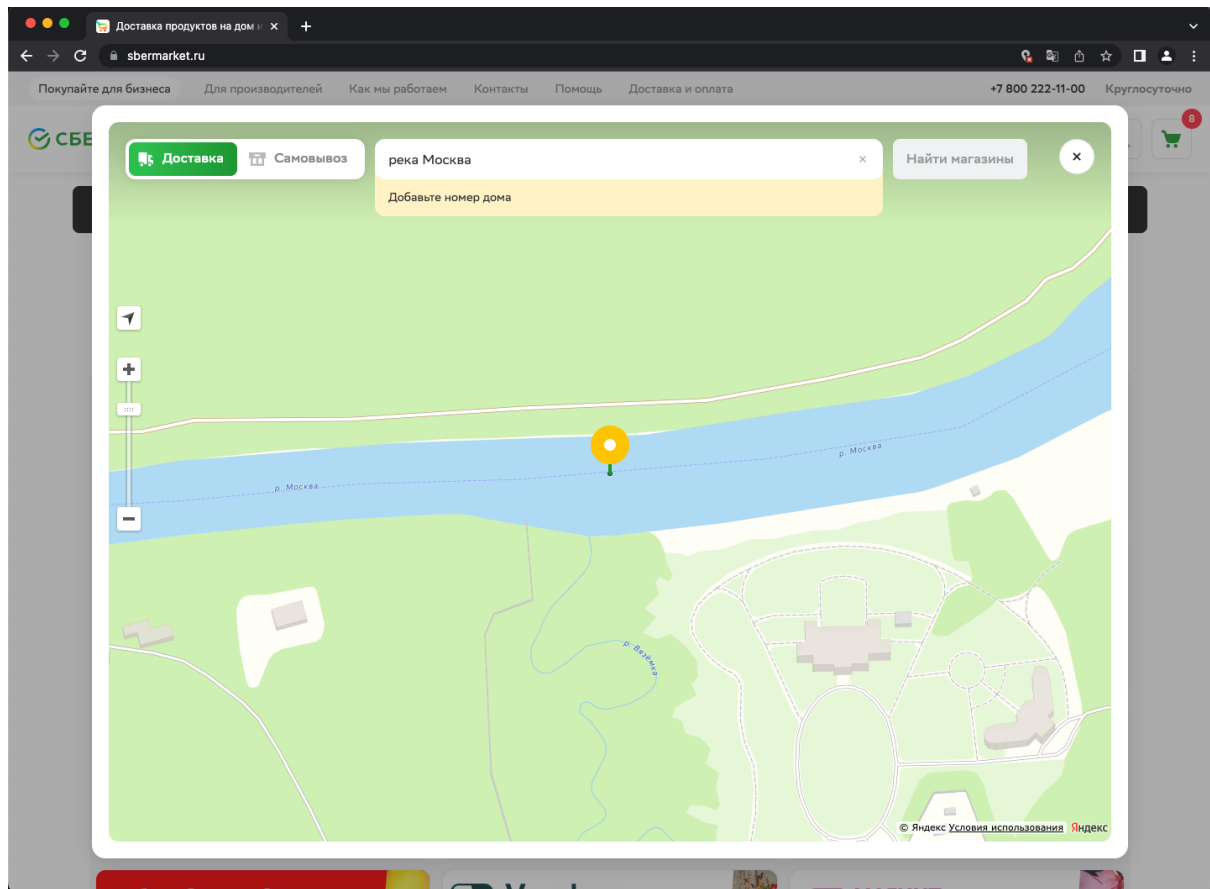 Доставка продуктов на дом и
sbermarket.ru
Покупайте для бизнеса Для производителей Как мы работаем Контакты Помощь Доставка и оплата +7 800 222-11-00 Круглосуточно
СБЕ
8
Доставка Самовывоз река Москва Найти магазины
Добавьте номер дома
р. Москва
р. Москва
р. Вязёмка
© Яндекс Условия использования Яндекс